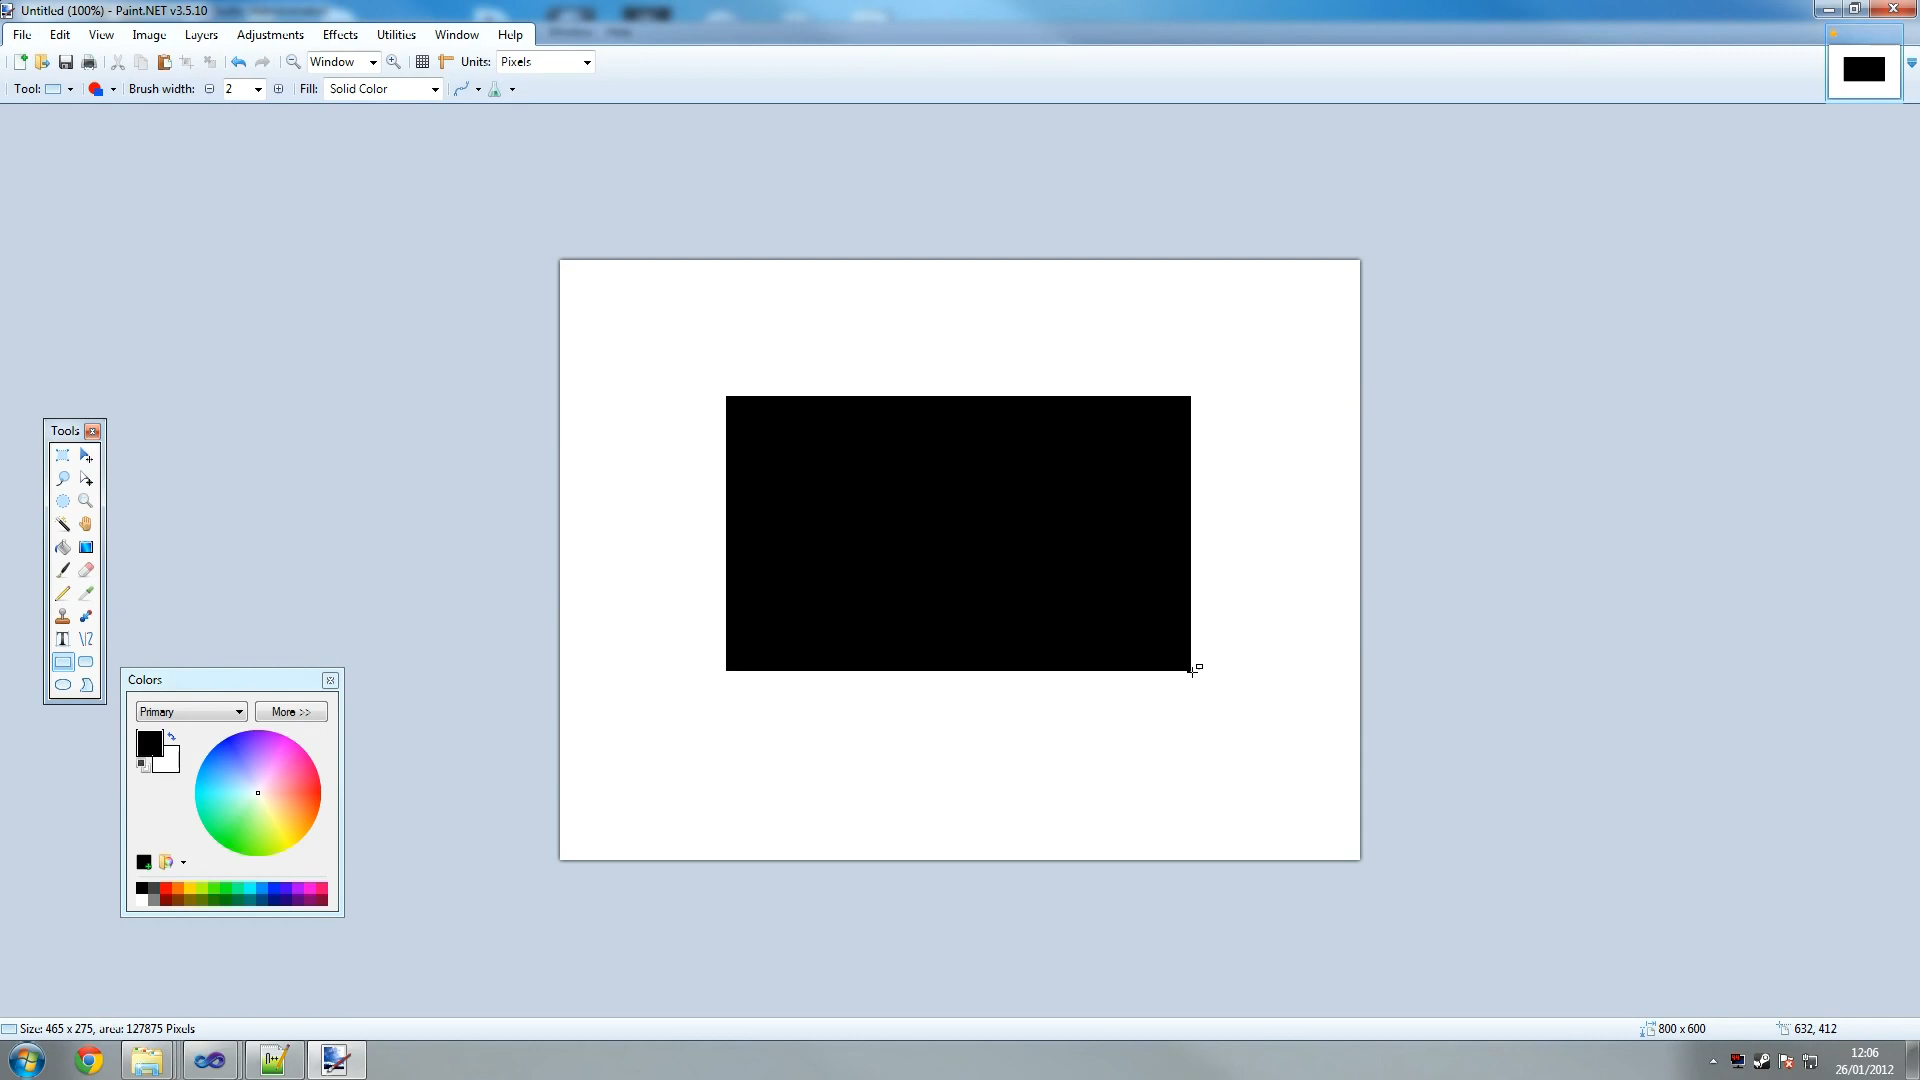 Untitled (100%) - Paint.NET v3.5.10
File Edit View Image Layers Adjustments Effects Utilities Window Help
Window Units: Pixels
Tool: Brush width: 2 Fill: Solid Color
Tools
Colors
Primary More >>
Size: 465 x 275, area: 127875 Pixels 800 x 600 632, 412
12:06
26/01/2012